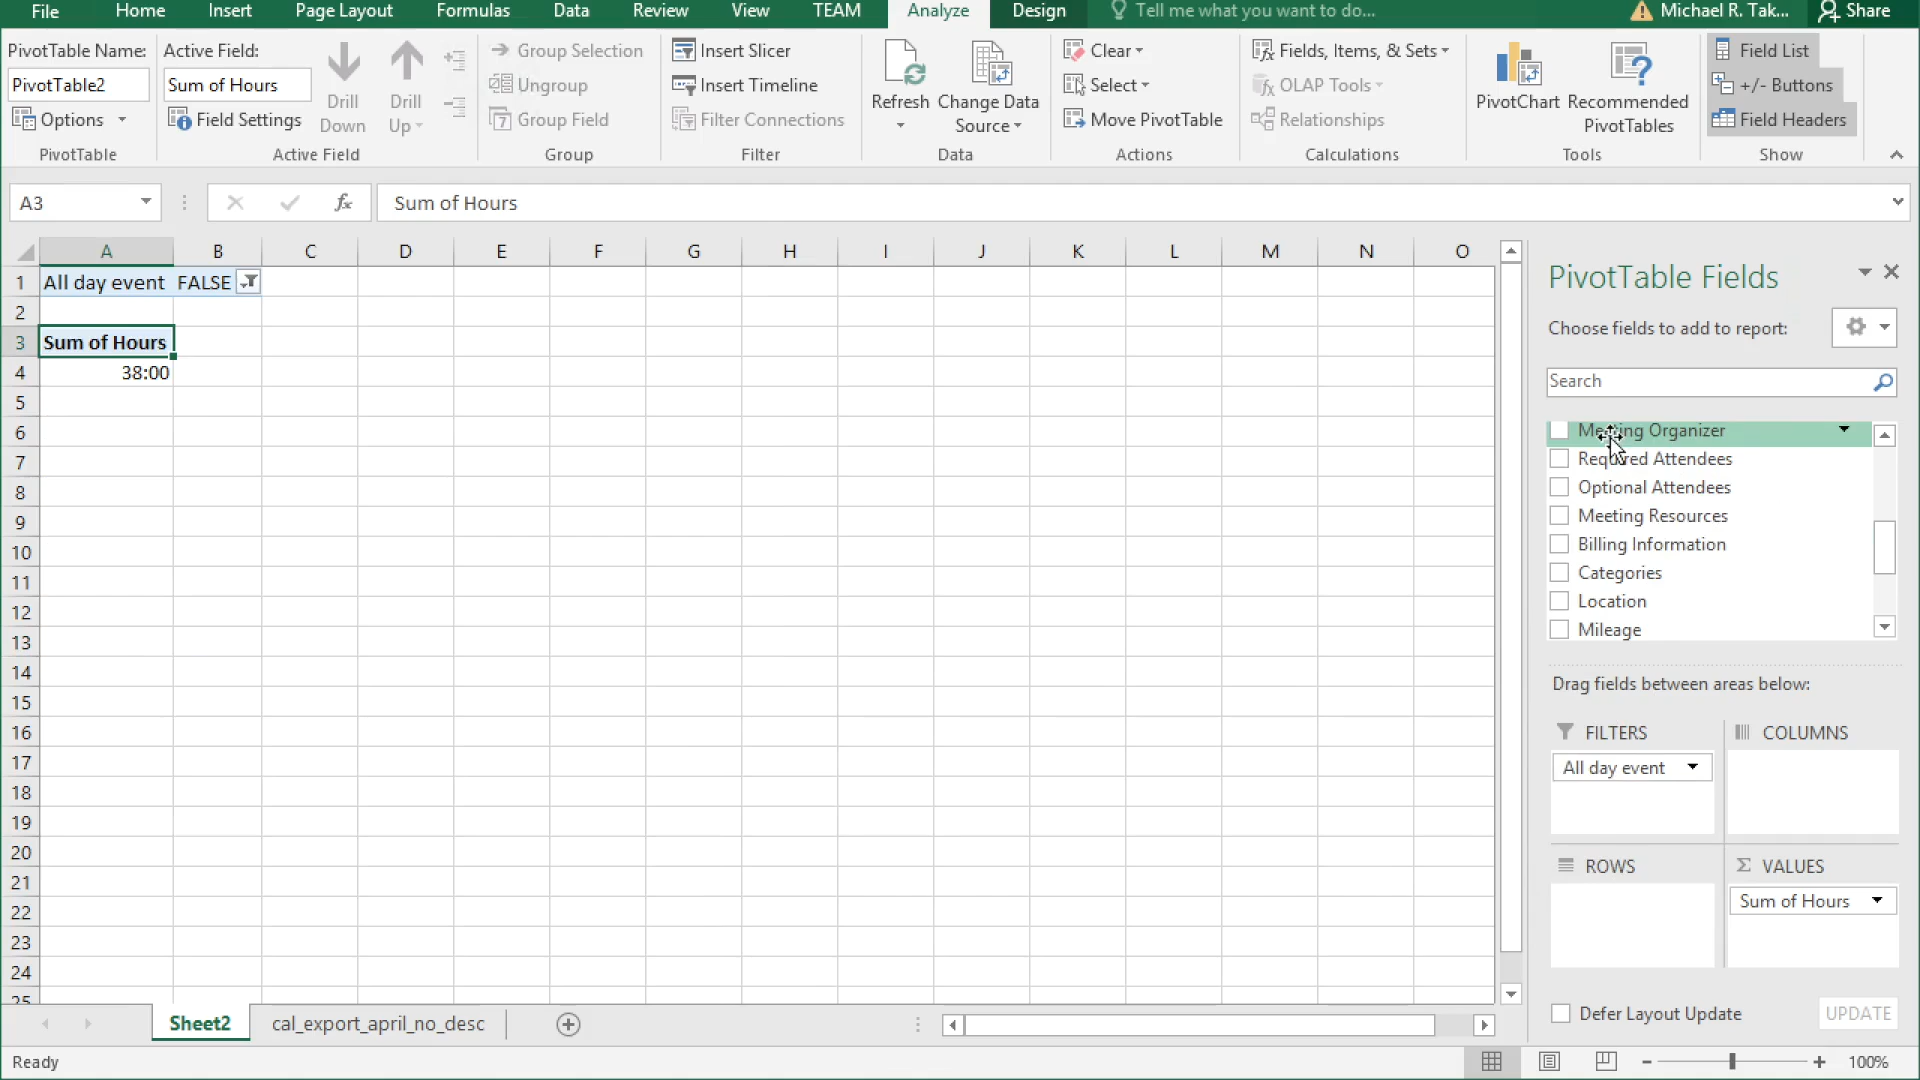 File Home Insert Page Layout Formulas Data Review View TEAM Analyze Design Tell me what you want to do... Michael R. Tak... Share
PivotTable Name:
PivotTable2
Options
PivotTable
Active Field:
Sum of Hours
Field Settings
Drill
Down
Drill
Up
Active Field
Group Selection
Ungroup
Group Field
Group
Insert Slicer
Insert Timeline
Filter Connections
Filter
Refresh
Change Data
Source
Data
Clear
Select
Move PivotTable
Actions
Fields, Items, & Sets
OLAP Tools
Relationships
Calculations
PivotChart
Recommended
PivotTables
Tools
Field List
+/- Buttons
Field Headers
Show
A3 fx Sum of Hours
A B C D E F G H I J K L M N O
1 All day event FALSE
2
3 Sum of Hours
4 38:00
5
6
7
8
9
10
11
12
13
14
15
16
17
18
19
20
21
22
23
24
25
PivotTable Fields
Choose fields to add to report:
Search
Meeting Organizer
Required Attendees
Optional Attendees
Meeting Resources
Billing Information
Categories
Location
Mileage
Drag fields between areas below:
FILTERS
All day event
COLUMNS
ROWS
Σ VALUES
Sum of Hours
Defer Layout Update UPDATE
Sheet2 cal_export_april_no_desc
Ready 100%